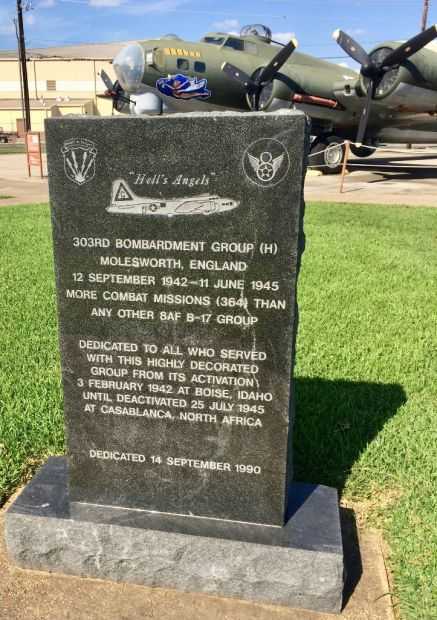 "Hell's Angels"
303RD BOMBARDMENT GROUP (H)
MOLESWORTH, ENGLAND
12 SEPTEMBER 1942–11 JUNE 1945
MORE COMBAT MISSIONS (364) THAN
ANY OTHER 8AF B-17 GROUP
DEDICATED TO ALL WHO SERVED
WITH THIS HIGHLY DECORATED
GROUP FROM ITS ACTIVATION
3 FEBRUARY 1942 AT BOISE, IDAHO
UNTIL DEACTIVATED 25 JULY 1945
AT CASABLANCA, NORTH AFRICA
DEDICATED 14 SEPTEMBER 1990